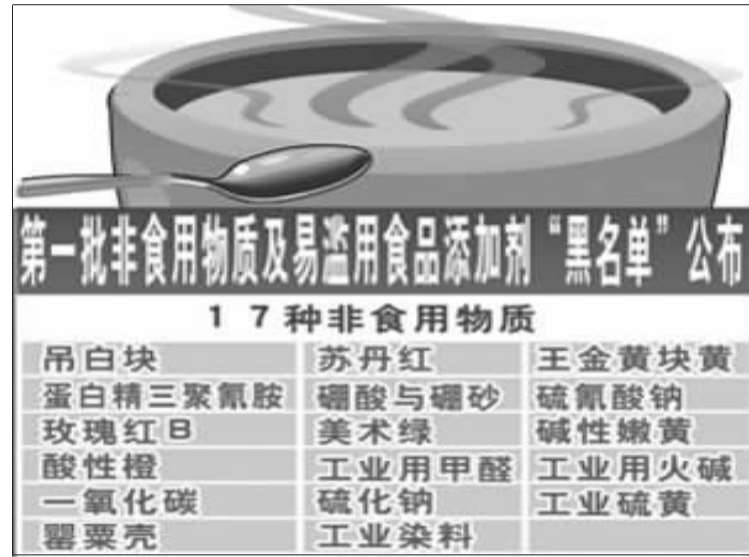 第一批非食用物质及易滥用食品添加剂“黑名单”公布
17种非食用物质
吊白块 苏丹红 王金黄块黄
蛋白精三聚氰胺 硼酸与硼砂 硫氰酸钠
玫瑰红B 美术绿 碱性嫩黄
酸性橙 工业用甲醛 工业用火碱
一氧化碳 硫化钠 工业硫黄
罂粟壳 工业染料